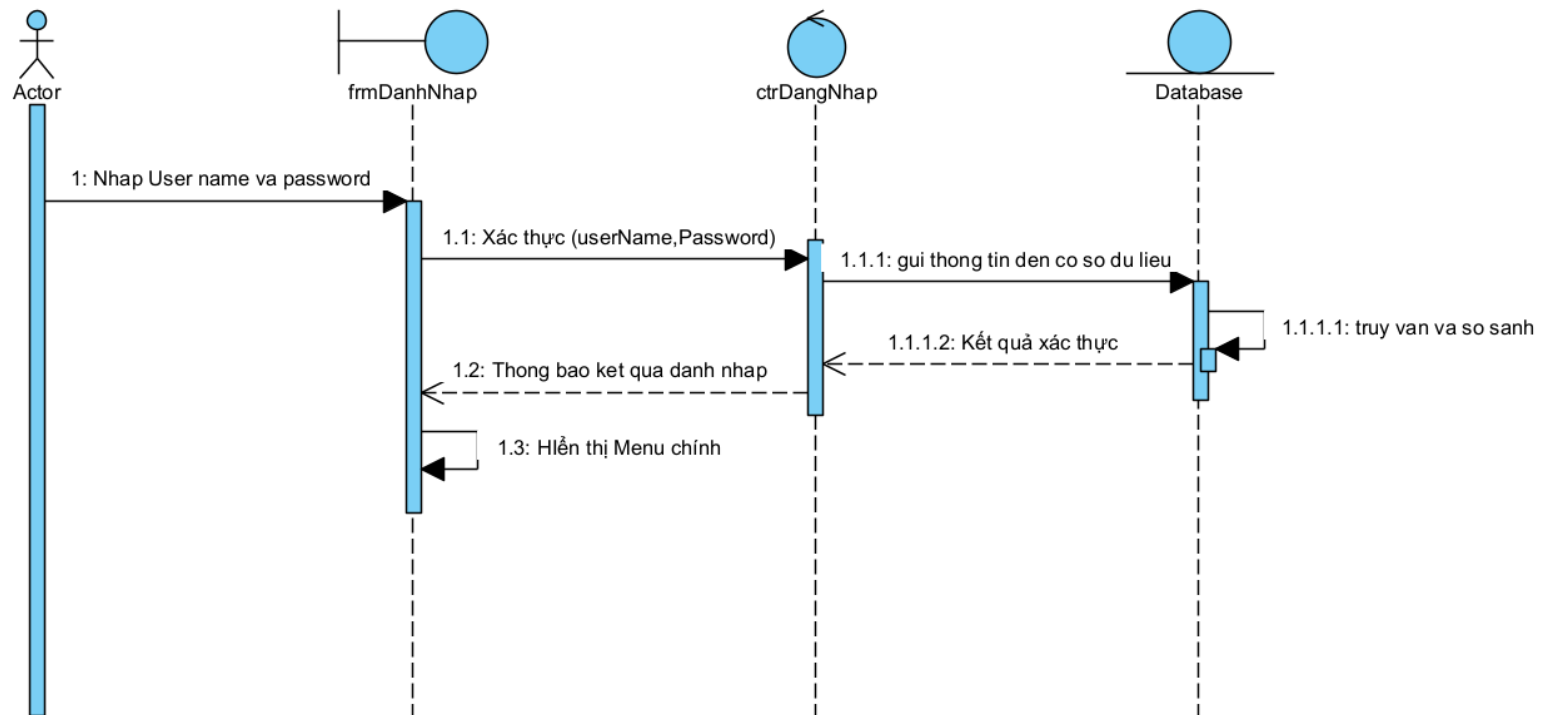 Actor
frmDanhNhap
ctrDangNhap
Database
1: Nhap User name va password
1.1: Xác thực (userName,Password)
1.1.1: gui thong tin den co so du lieu
1.1.1.1: truy van va so sanh
1.1.1.2: Kết quả xác thực
1.2: Thong bao ket qua danh nhap
1.3: HIển thị Menu chính